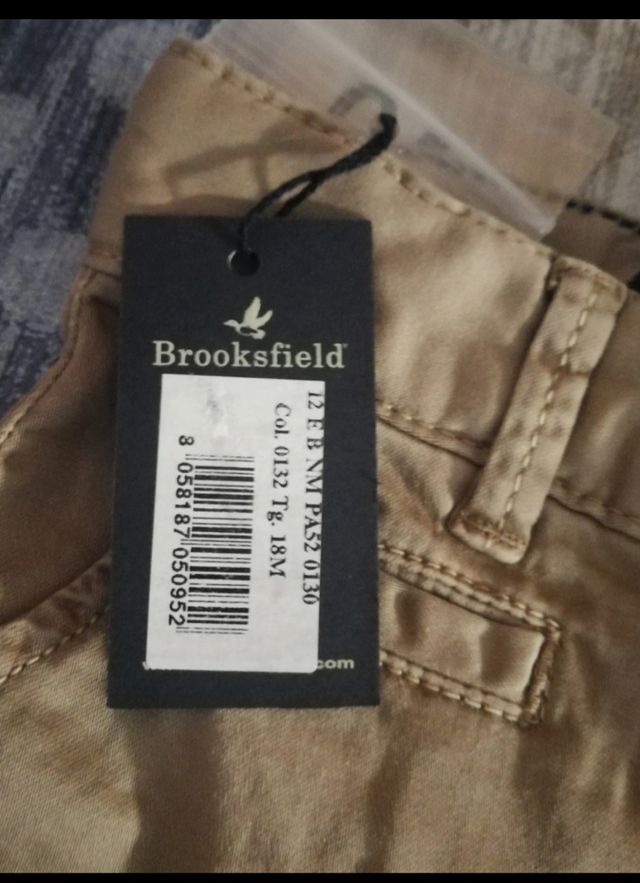 Brooksfield
12 E B NM PA52 0130
Col. 0132 Tg. 18M
8 058187 050952
.com